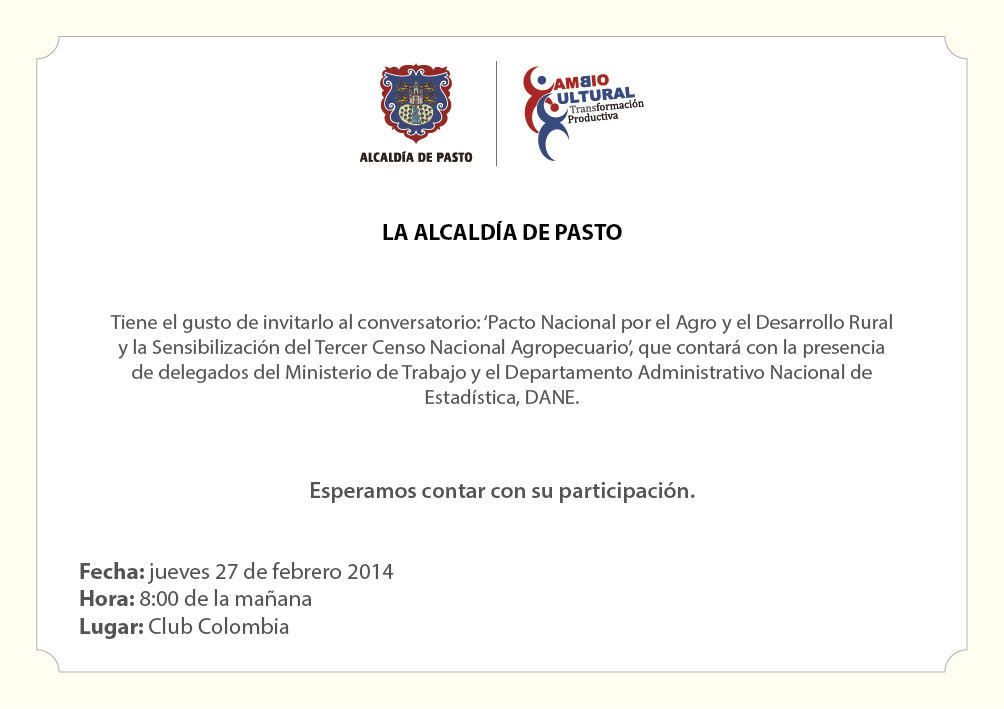 ALCALDÍA DE PASTO
CAMBIO
CULTURAL
Transformación
Productiva
LA ALCALDÍA DE PASTO
Tiene el gusto de invitarlo al conversatorio: ‘Pacto Nacional por el Agro y el Desarrollo Rural
y la Sensibilización del Tercer Censo Nacional Agropecuario’, que contará con la presencia
de delegados del Ministerio de Trabajo y el Departamento Administrativo Nacional de
Estadística, DANE.
Esperamos contar con su participación.
Fecha: jueves 27 de febrero 2014
Hora: 8:00 de la mañana
Lugar: Club Colombia